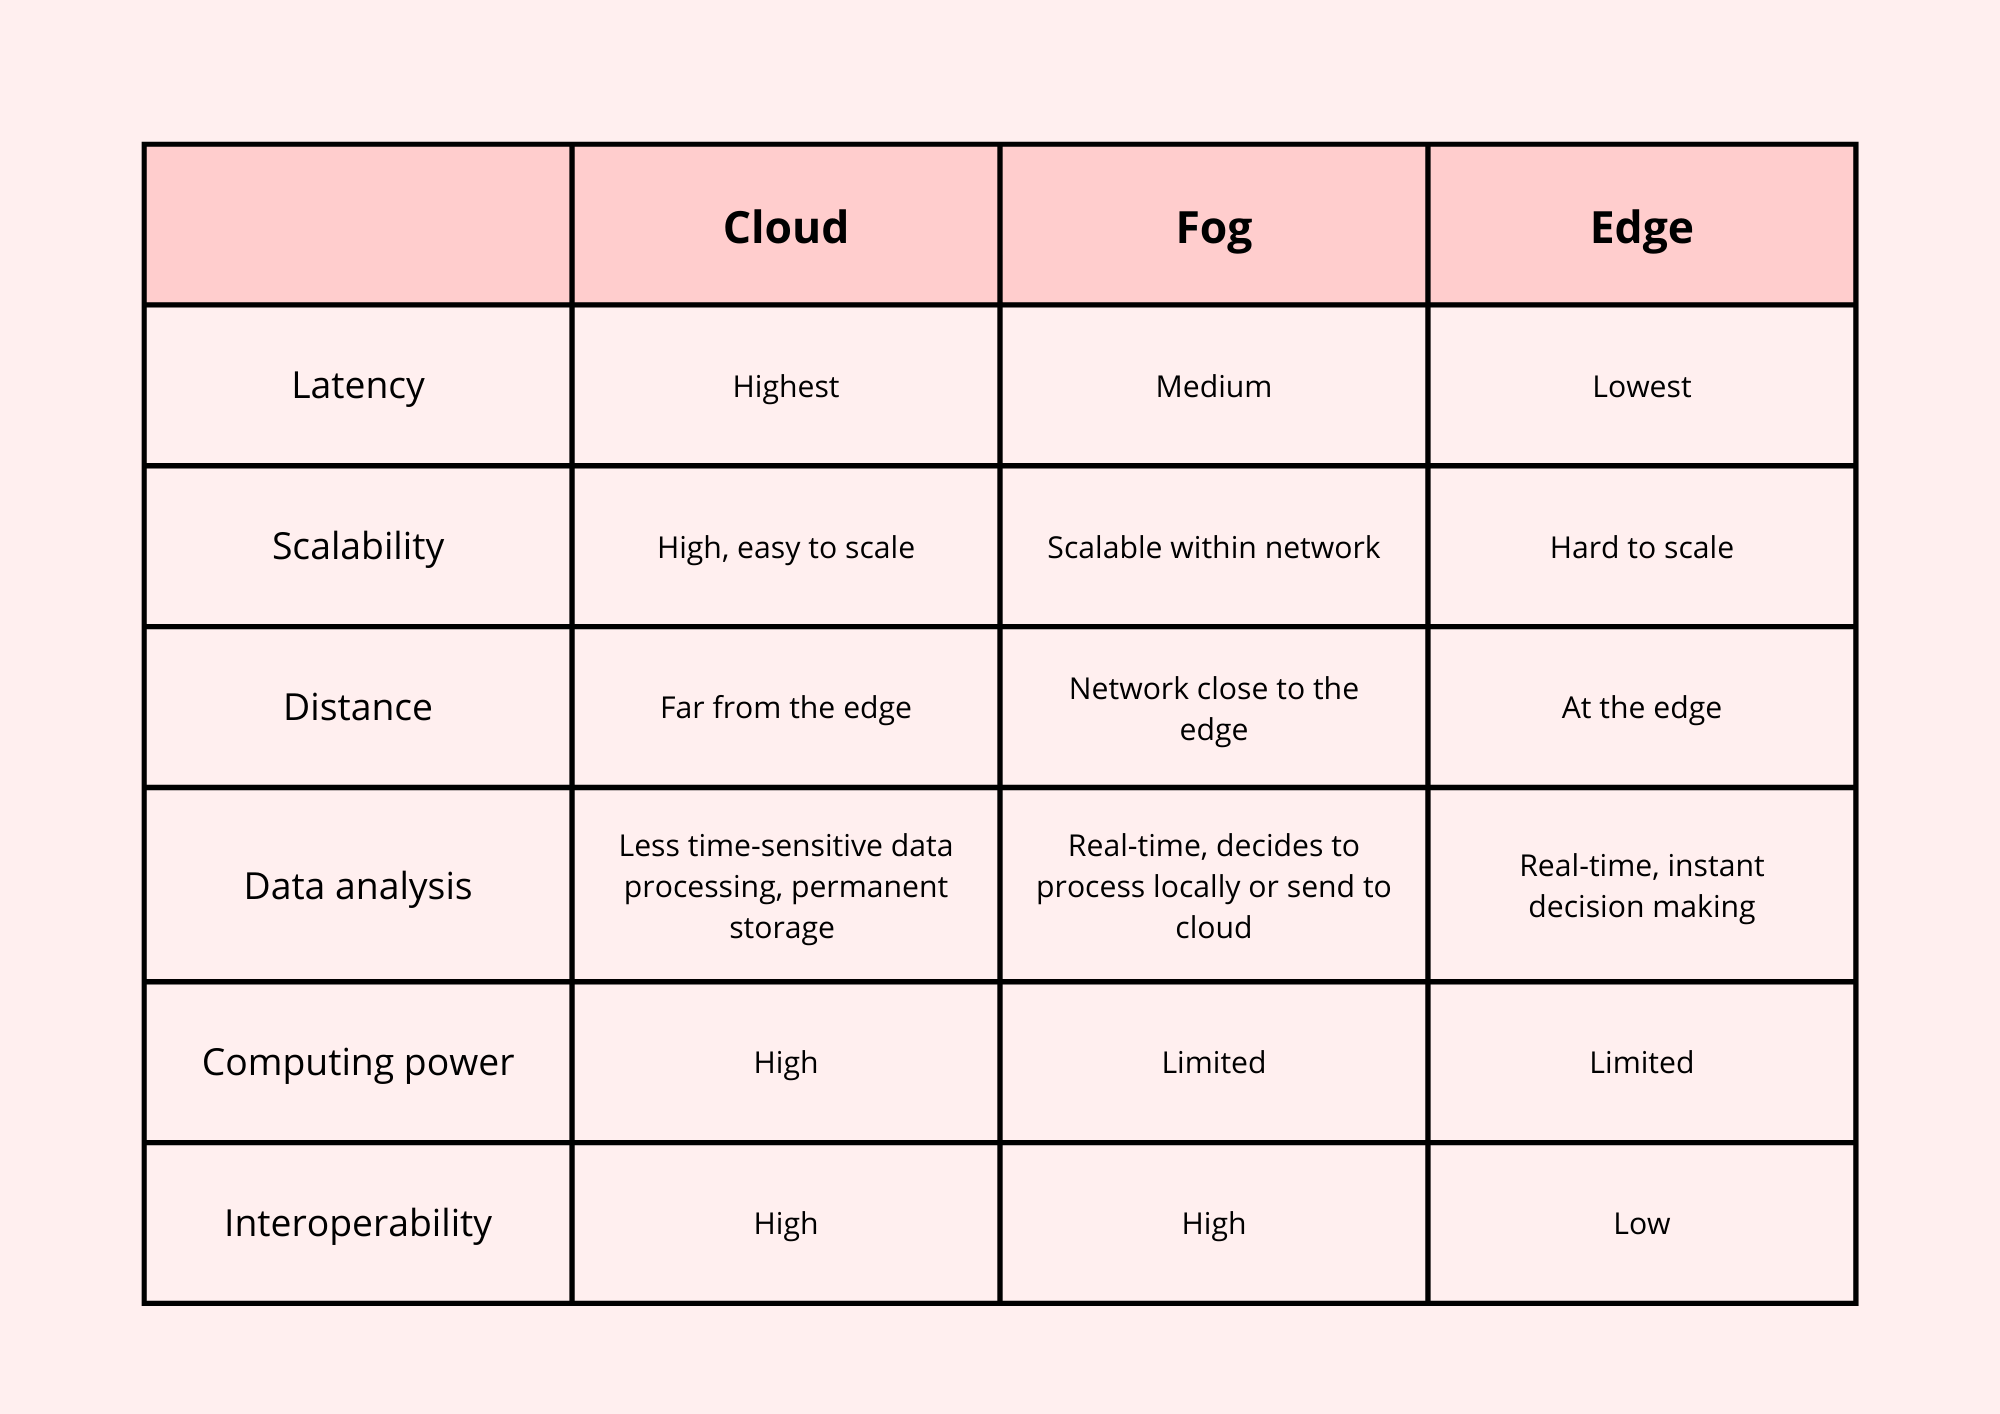 Cloud Fog Edge
Latency Highest Medium Lowest
Scalability High, easy to scale Scalable within network Hard to scale
Distance Far from the edge Network close to the
edge At the edge
Data analysis Less time-sensitive data
processing, permanent
storage Real-time, decides to
process locally or send to
cloud Real-time, instant
decision making
Computing power High Limited Limited
Interoperability High High Low